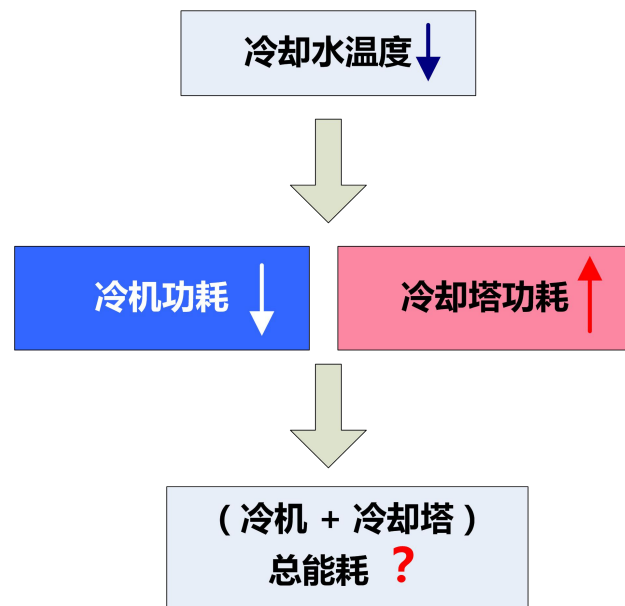 冷却水温度
冷机功耗
冷却塔功耗
（冷机 + 冷却塔）
总能耗 ?